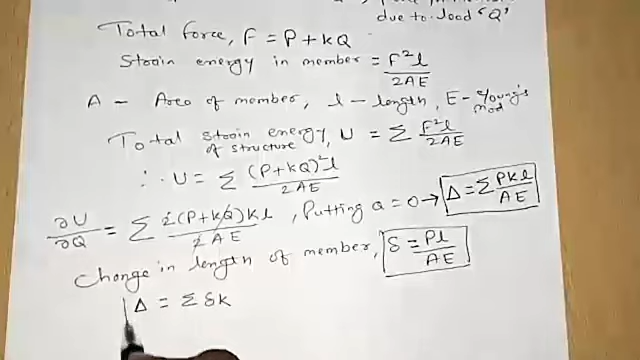 due to load 'Q'
Total force, F = P + kQ
Strain energy in member = F²l / 2AE
A – Area of member, l – length, E – Young's mod
Total strain energy of structure, U = Σ F²l / 2AE
∴ U = Σ (P+kQ)²l / 2AE
∂U/∂Q = Σ 2(P+kQ)kl / 2AE, Putting Q = 0 → Δ = Σ Pkl / AE
Change in length of member, δ = Pl / AE
Δ = Σ δk